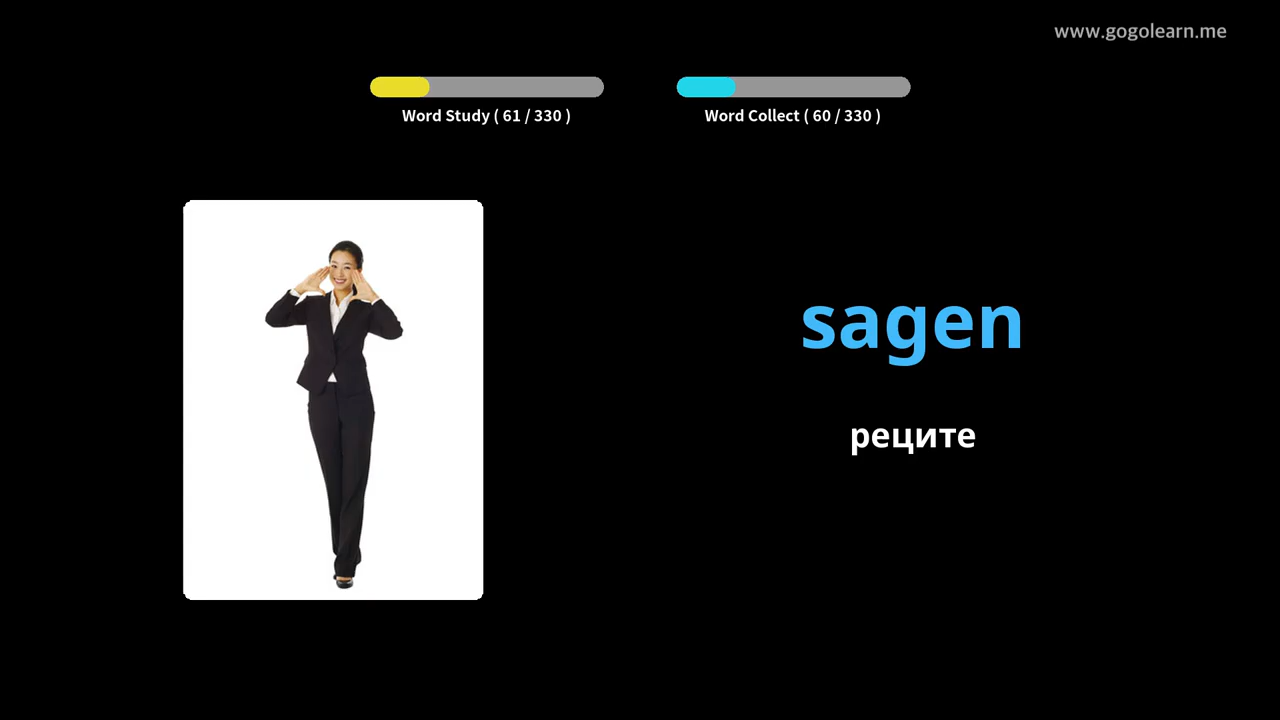 www.gogolearn.me
Word Study ( 61 / 330 )
Word Collect ( 60 / 330 )
sagen
реците